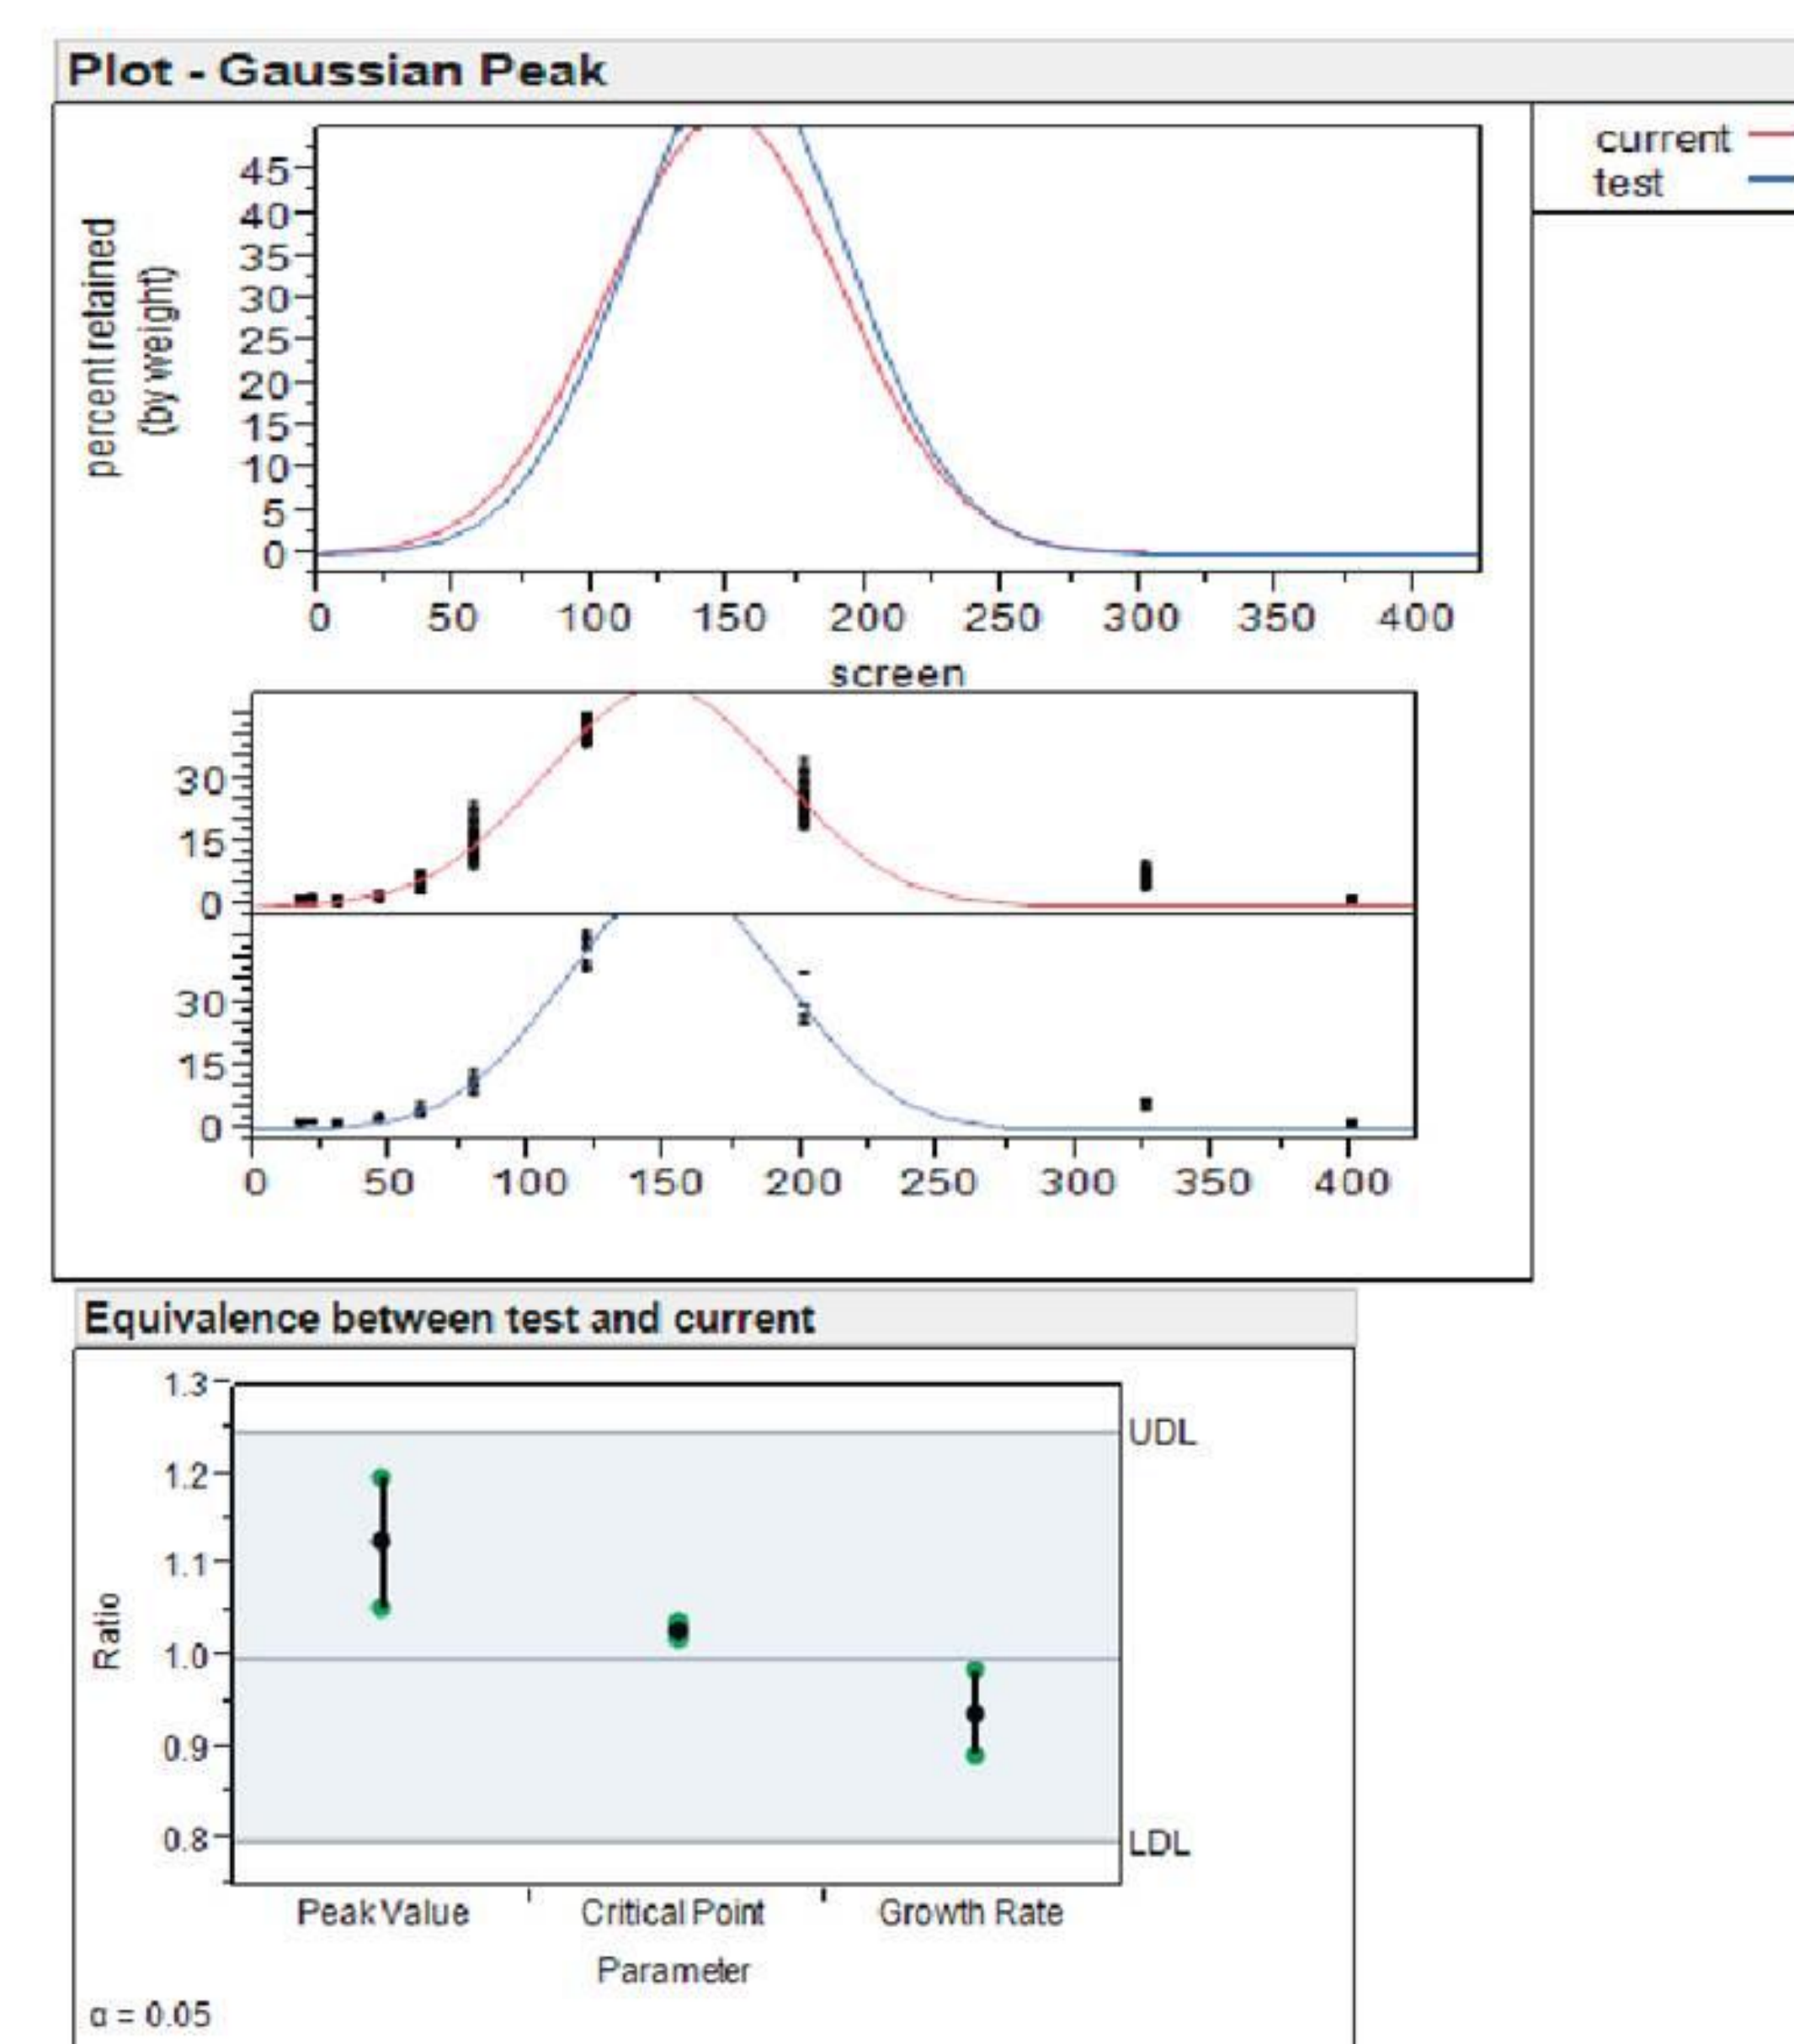 Plot - Gaussian Peak
current
test
percent retained
(by weight)
45
40
35
30
25
20
15
10
5
0
0 50 100 150 200 250 300 350 400
screen
30
15
0
30
15
0
0 50 100 150 200 250 300 350 400
Equivalence between test and current
Ratio
1.3
UDL
1.2
1.1
1.0
0.9
0.8
LDL
Peak Value Critical Point Growth Rate
Parameter
α = 0.05